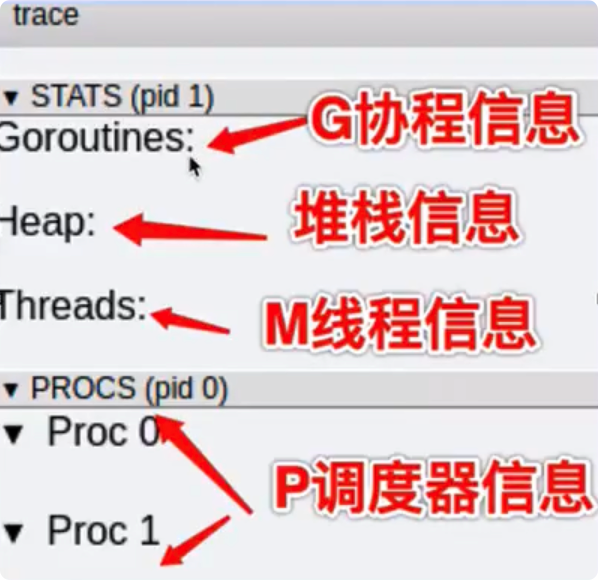 trace
▼ STATS (pid 1)
Goroutines:
G协程信息
Heap:
堆栈信息
Threads:
M线程信息
▼ PROCS (pid 0)
▼ Proc 0
P调度器信息
▼ Proc 1